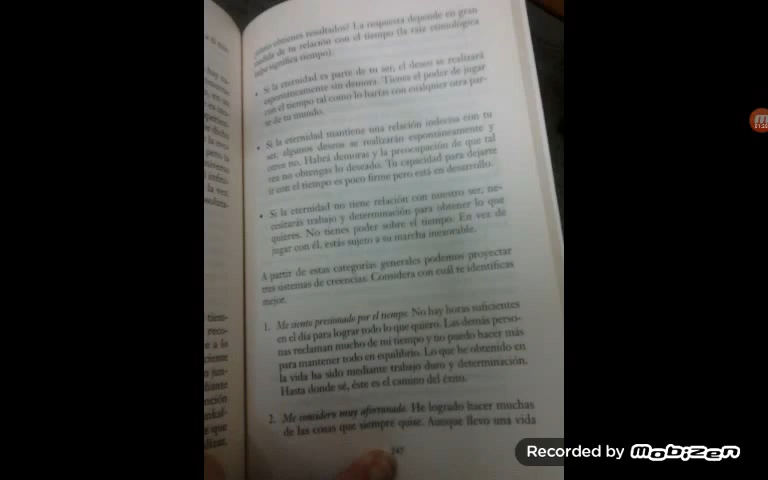 ¿Cómo obtienes resultados? La respuesta depende en gran
medida de tu relación con el tiempo (la raíz etimológica
significa tiempo).
• Si la eternidad es parte de tu ser, el deseo se realizará
espontáneamente sin demora. Tienes el poder de jugar
con el tiempo tal como lo harías con cualquier otra par-
te de tu mundo.
• Si la eternidad mantiene una relación indecisa con tu
ser, algunos deseos se realizarán espontáneamente y
otros no. Habrá demoras y la preocupación de que tal
vez no obtengas lo deseado. Tu capacidad para dejarte
ir con el tiempo es poco firme pero está en desarrollo.
• Si la eternidad no tiene relación con nuestro ser, ne-
cesitarás trabajo y determinación para obtener lo que
quieres. No tienes poder sobre el tiempo. En vez de
jugar con él, estás sujeto a su marcha inexorable.
A partir de estas categorías generales podemos proyectar
tres sistemas de creencias. Considera con cuál te identificas
mejor.
1. Me siento presionado por el tiempo. No hay horas suficientes
en el día para lograr todo lo que quiero. Las demás perso-
nas reclaman mucho de mi tiempo y no puedo hacer más
para mantener todo en equilibrio. Lo que he obtenido en
la vida ha sido mediante trabajo duro y determinación.
Hasta donde sé, éste es el camino del éxito.
2. Me considero muy afortunado. He logrado hacer muchas
de las cosas que siempre quise. Aunque llevo una vida
247
Recorded by Mobizen